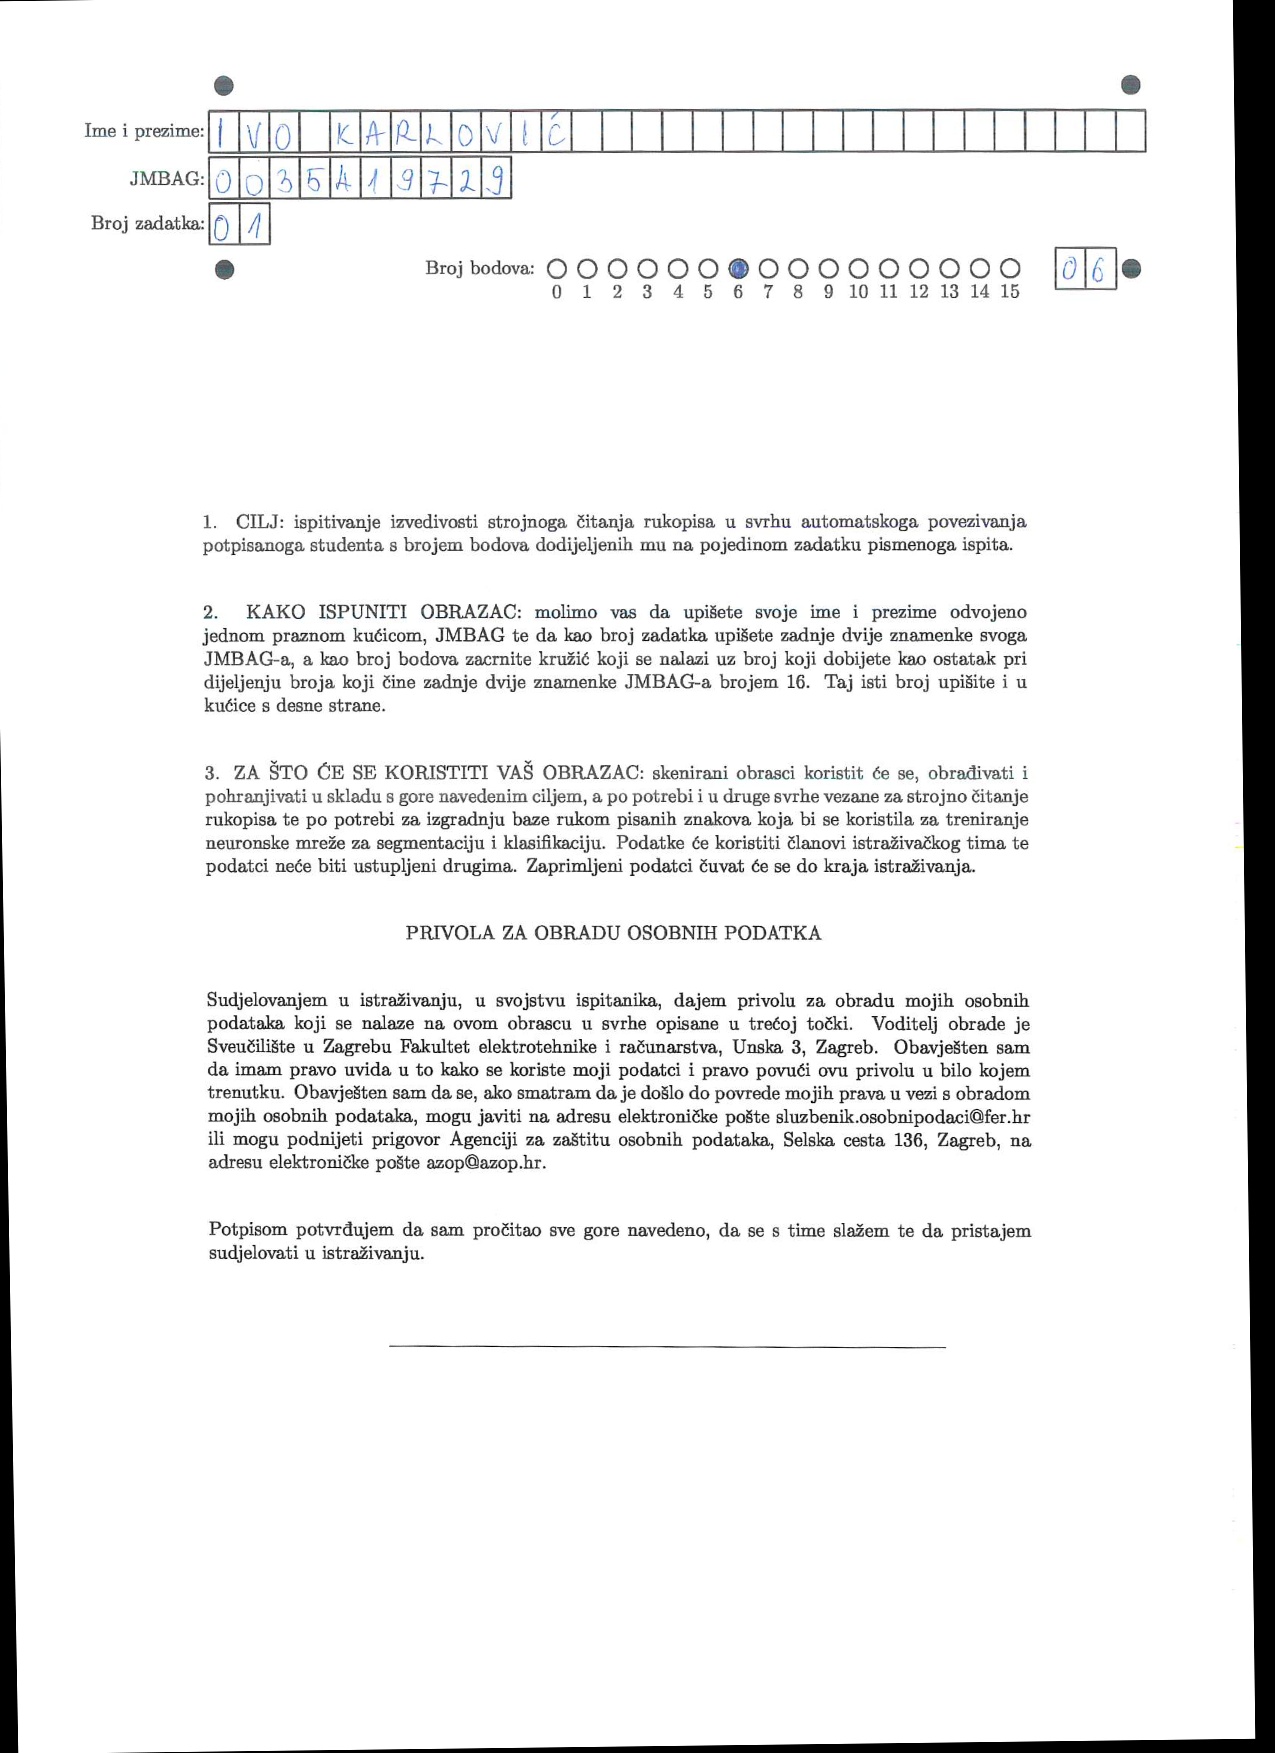 Ime i prezime: IVO KARLOVIĆ
JMBAG: 0035419729
Broj zadatka: 01
Broj bodova: 06
0 1 2 3 4 5 6 7 8 9 10 11 12 13 14 15
1. CILJ: ispitivanje izvedivosti strojnoga čitanja rukopisa u svrhu automatskoga povezivanja
potpisanoga studenta s brojem bodova dodijeljenih mu na pojedinom zadatku pismenoga ispita.
2. KAKO ISPUNITI OBRAZAC: molimo vas da upišete svoje ime i prezime odvojeno
jednom praznom kućicom, JMBAG te da kao broj zadatka upišete zadnje dvije znamenke svoga
JMBAG-a, a kao broj bodova zacrnite kružić koji se nalazi uz broj koji dobijete kao ostatak pri
dijeljenju broja koji čine zadnje dvije znamenke JMBAG-a brojem 16. Taj isti broj upišite i u
kućice s desne strane.
3. ZA ŠTO ĆE SE KORISTITI VAŠ OBRAZAC: skenirani obrasci koristit će se, obrađivati i
pohranjivati u skladu s gore navedenim ciljem, a po potrebi i u druge svrhe vezane za strojno čitanje
rukopisa te po potrebi za izgradnju baze rukom pisanih znakova koja bi se koristila za treniranje
neuronske mreže za segmentaciju i klasifikaciju. Podatke će koristiti članovi istraživačkog tima te
podatci neće biti ustupljeni drugima. Zaprimljeni podatci čuvat će se do kraja istraživanja.
PRIVOLA ZA OBRADU OSOBNIH PODATKA
Sudjelovanjem u istraživanju, u svojstvu ispitanika, dajem privolu za obradu mojih osobnih
podataka koji se nalaze na ovom obrascu u svrhe opisane u trećoj točki. Voditelj obrade je
Sveučilište u Zagrebu Fakultet elektrotehnike i računarstva, Unska 3, Zagreb. Obavješten sam
da imam pravo uvida u to kako se koriste moji podatci i pravo povući ovu privolu u bilo kojem
trenutku. Obavješten sam da se, ako smatram da je došlo do povrede mojih prava u vezi s obradom
mojih osobnih podataka, mogu javiti na adresu elektroničke pošte sluzbenik.osobnipodaci@fer.hr
ili mogu podnijeti prigovor Agenciji za zaštitu osobnih podataka, Selska cesta 136, Zagreb, na
adresu elektroničke pošte azop@azop.hr.
Potpisom potvrđujem da sam pročitao sve gore navedeno, da se s time slažem te da pristajem
sudjelovati u istraživanju.